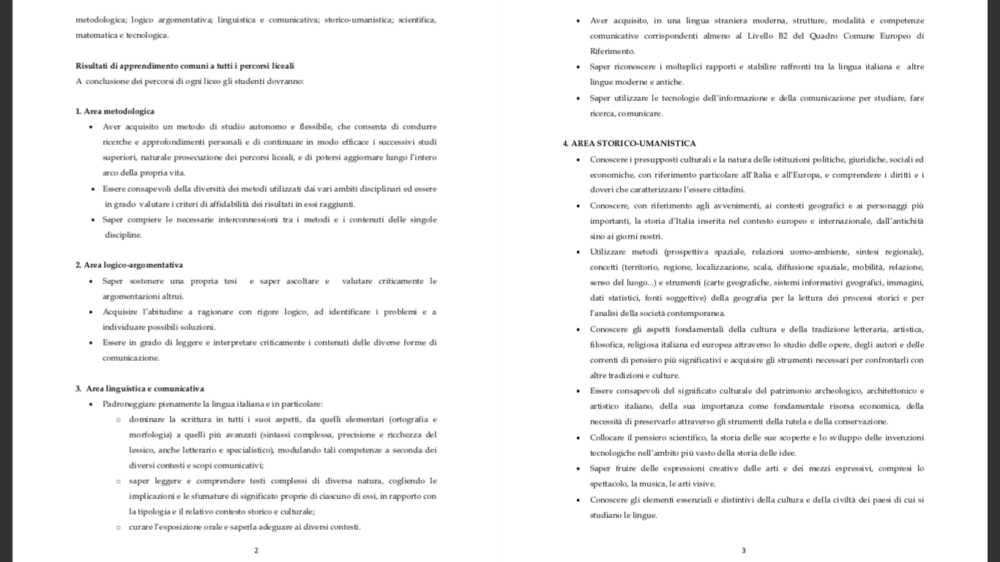 metodologica; logico argomentativa; linguistica e comunicativa; storico-umanistica; scientifica,
matematica e tecnologica.
Risultati di apprendimento comuni a tutti i percorsi liceali
A conclusione dei percorsi di ogni liceo gli studenti dovranno:
1. Area metodologica
• Aver acquisito un metodo di studio autonomo e flessibile, che consenta di condurre
ricerche e approfondimenti personali e di continuare in modo efficace i successivi studi
superiori, naturale prosecuzione dei percorsi liceali, e di potersi aggiornare lungo l'intero
arco della propria vita.
• Essere consapevoli della diversità dei metodi utilizzati dai vari ambiti disciplinari ed essere
in grado valutare i criteri di affidabilità dei risultati in essi raggiunti.
• Saper compiere le necessarie interconnessioni tra i metodi e i contenuti delle singole
discipline.
2. Area logico-argomentativa
• Saper sostenere una propria tesi e saper ascoltare e valutare criticamente le
argomentazioni altrui.
• Acquisire l'abitudine a ragionare con rigore logico, ad identificare i problemi e a
individuare possibili soluzioni.
• Essere in grado di leggere e interpretare criticamente i contenuti delle diverse forme di
comunicazione.
3. Area linguistica e comunicativa
• Padroneggiare pienamente la lingua italiana e in particolare:
o dominare la scrittura in tutti i suoi aspetti, da quelli elementari (ortografia e
morfologia) a quelli più avanzati (sintassi complessa, precisione e ricchezza del
lessico, anche letterario e specialistico), modulando tali competenze a seconda dei
diversi contesti e scopi comunicativi;
o saper leggere e comprendere testi complessi di diversa natura, cogliendo le
implicazioni e le sfumature di significato proprie di ciascuno di essi, in rapporto con
la tipologia e il relativo contesto storico e culturale;
o curare l'esposizione orale e saperla adeguare ai diversi contesti.
2
• Aver acquisito, in una lingua straniera moderna, strutture, modalità e competenze
comunicative corrispondenti almeno al Livello B2 del Quadro Comune Europeo di
Riferimento.
• Saper riconoscere i molteplici rapporti e stabilire raffronti tra la lingua italiana e altre
lingue moderne e antiche.
• Saper utilizzare le tecnologie dell'informazione e della comunicazione per studiare, fare
ricerca, comunicare.
4. AREA STORICO-UMANISTICA
• Conoscere i presupposti culturali e la natura delle istituzioni politiche, giuridiche, sociali ed
economiche, con riferimento particolare all'Italia e all'Europa, e comprendere i diritti e i
doveri che caratterizzano l'essere cittadini.
• Conoscere, con riferimento agli avvenimenti, ai contesti geografici e ai personaggi più
importanti, la storia d'Italia inserita nel contesto europeo e internazionale, dall'antichità
sino ai giorni nostri.
• Utilizzare metodi (prospettiva spaziale, relazioni uomo-ambiente, sintesi regionale),
concetti (territorio, regione, localizzazione, scala, diffusione spaziale, mobilità, relazione,
senso del luogo...) e strumenti (carte geografiche, sistemi informativi geografici, immagini,
dati statistici, fonti soggettive) della geografia per la lettura dei processi storici e per
l'analisi della società contemporanea.
• Conoscere gli aspetti fondamentali della cultura e della tradizione letteraria, artistica,
filosofica, religiosa italiana ed europea attraverso lo studio delle opere, degli autori e delle
correnti di pensiero più significativi e acquisire gli strumenti necessari per confrontarli con
altre tradizioni e culture.
• Essere consapevoli del significato culturale del patrimonio archeologico, architettonico e
artistico italiano, della sua importanza come fondamentale risorsa economica, della
necessità di preservarlo attraverso gli strumenti della tutela e della conservazione.
• Collocare il pensiero scientifico, la storia delle sue scoperte e lo sviluppo delle invenzioni
tecnologiche nell'ambito più vasto della storia delle idee.
• Saper fruire delle espressioni creative delle arti e dei mezzi espressivi, compresi lo
spettacolo, la musica, le arti visive.
• Conoscere gli elementi essenziali e distintivi della cultura e della civiltà dei paesi di cui si
studiano le lingue.
3